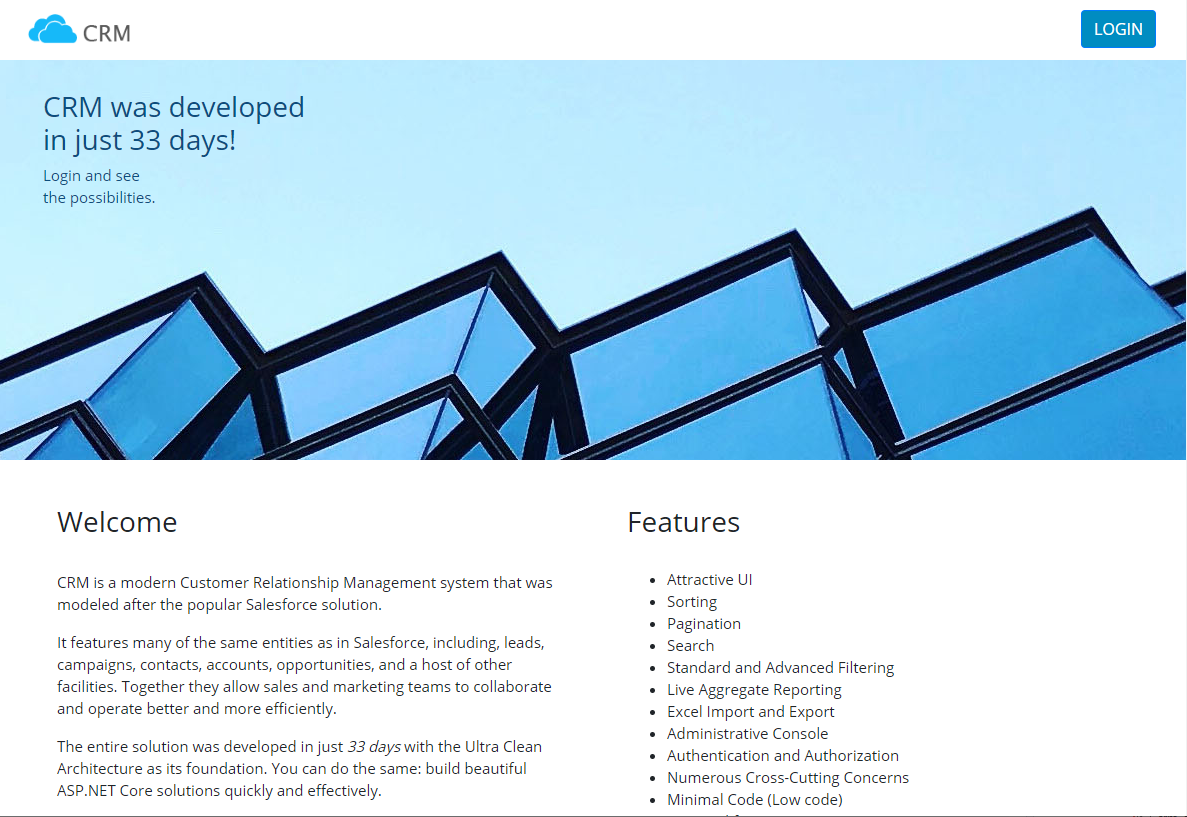 CRM
LOGIN
CRM was developed
in just 33 days!
Login and see
the possibilities.
Welcome
CRM is a modern Customer Relationship Management system that was
modeled after the popular Salesforce solution.
It features many of the same entities as in Salesforce, including, leads,
campaigns, contacts, accounts, opportunities, and a host of other
facilities. Together they allow sales and marketing teams to collaborate
and operate better and more efficiently.
The entire solution was developed in just 33 days with the Ultra Clean
Architecture as its foundation. You can do the same: build beautiful
ASP.NET Core solutions quickly and effectively.
Features
• Attractive UI
• Sorting
• Pagination
• Search
• Standard and Advanced Filtering
• Live Aggregate Reporting
• Excel Import and Export
• Administrative Console
• Authentication and Authorization
• Numerous Cross-Cutting Concerns
• Minimal Code (Low code)